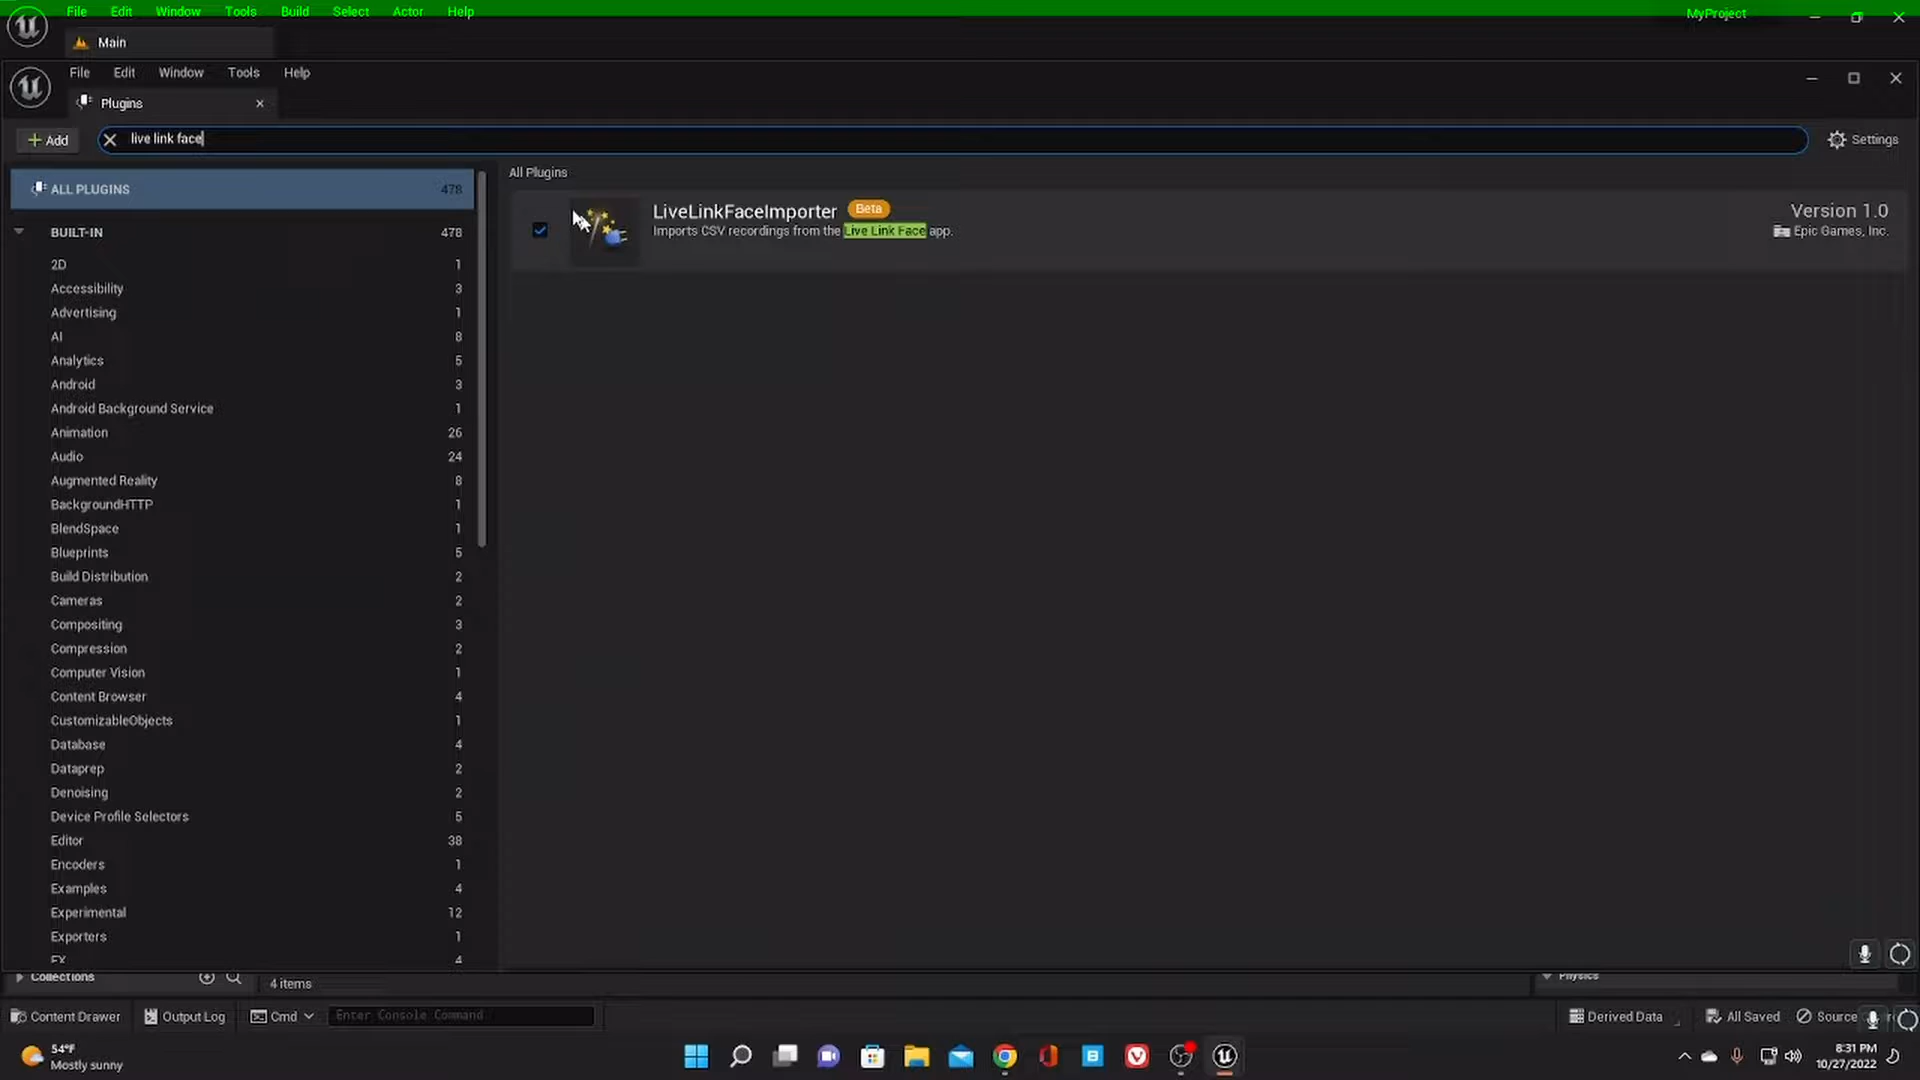 File Edit Window Tools Build Select Actor Help MyProject
Main
File Edit Window Tools Help
Plugins
Add live link face Settings
ALL PLUGINS 478
BUILT-IN 478
2D 1
Accessibility 3
Advertising 1
AI 8
Analytics 5
Android 3
Android Background Service 1
Animation 26
Audio 24
Augmented Reality 8
BackgroundHTTP 1
BlendSpace 1
Blueprints 5
Build Distribution 2
Cameras 2
Compositing 3
Compression 2
Computer Vision 1
Content Browser 4
CustomizableObjects 1
Database 4
Dataprep 2
Denoising 2
Device Profile Selectors 5
Editor 38
Encoders 1
Examples 4
Experimental 12
Exporters 1
FX 4
All Plugins
LiveLinkFaceImporter Beta
Imports CSV recordings from the Live Link Face app.
Version 1.0
Epic Games, Inc.
Collections 4 items Physics
Content Drawer Output Log Cmd Enter Console Command Derived Data All Saved Source
54°F
Mostly sunny
8:31 PM
10/27/2022